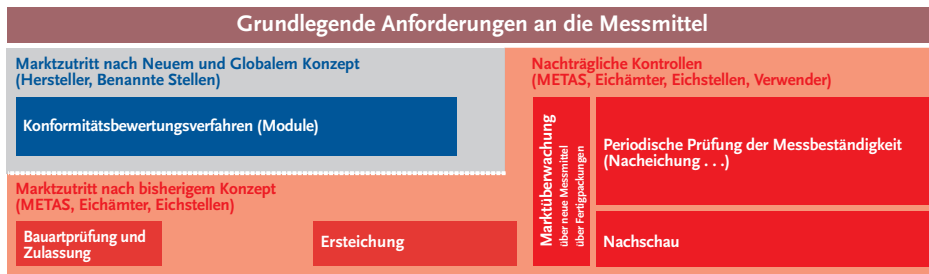 Grundlegende Anforderungen an die Messmittel
Marktzutritt nach Neuem und Globalem Konzept
(Hersteller, Benannte Stellen)
Konformitätsbewertungsverfahren (Module)
Marktzutritt nach bisherigem Konzept
(METAS, Eichämter, Eichstellen)
Bauartprüfung und
Zulassung
Ersteichung
Nachträgliche Kontrollen
(METAS, Eichämter, Eichstellen, Verwender)
Marktüberwachung
über neue Messmittel
über Fertigpackungen
Periodische Prüfung der Messbeständigkeit
(Nacheichung . . .)
Nachschau